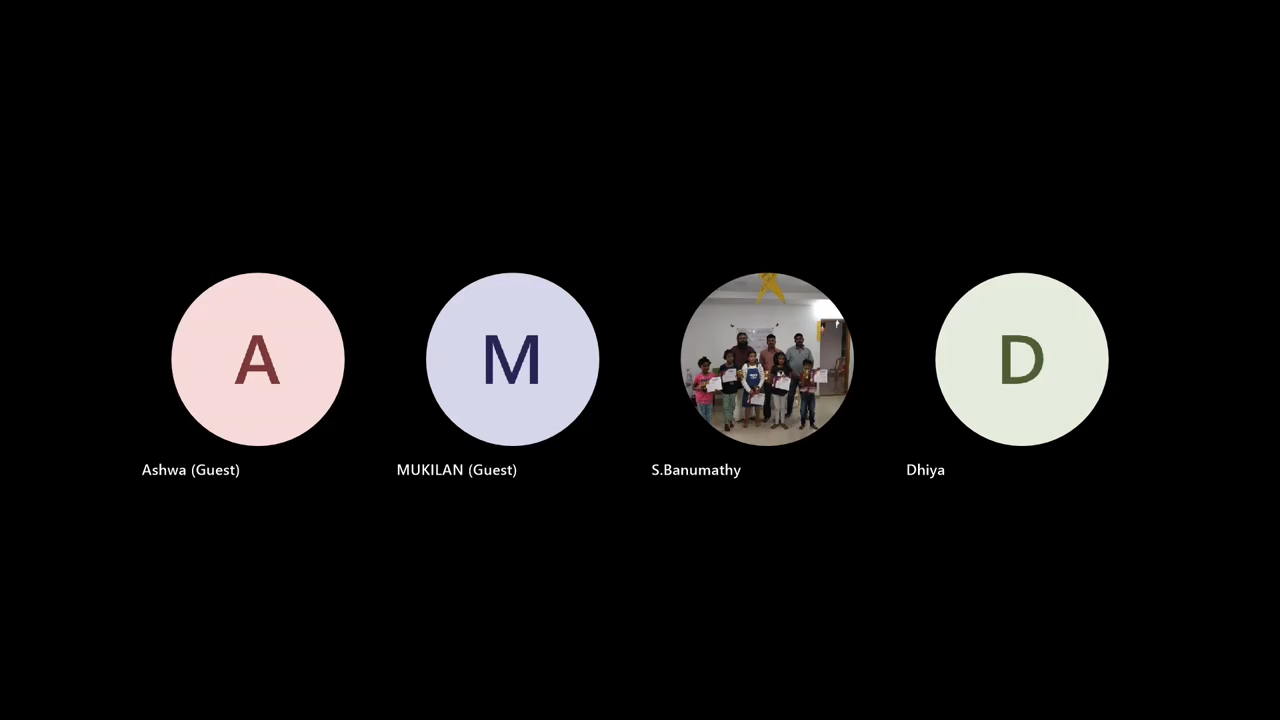 A
M
D
Ashwa (Guest)
MUKILAN (Guest)
S.Banumathy
Dhiya